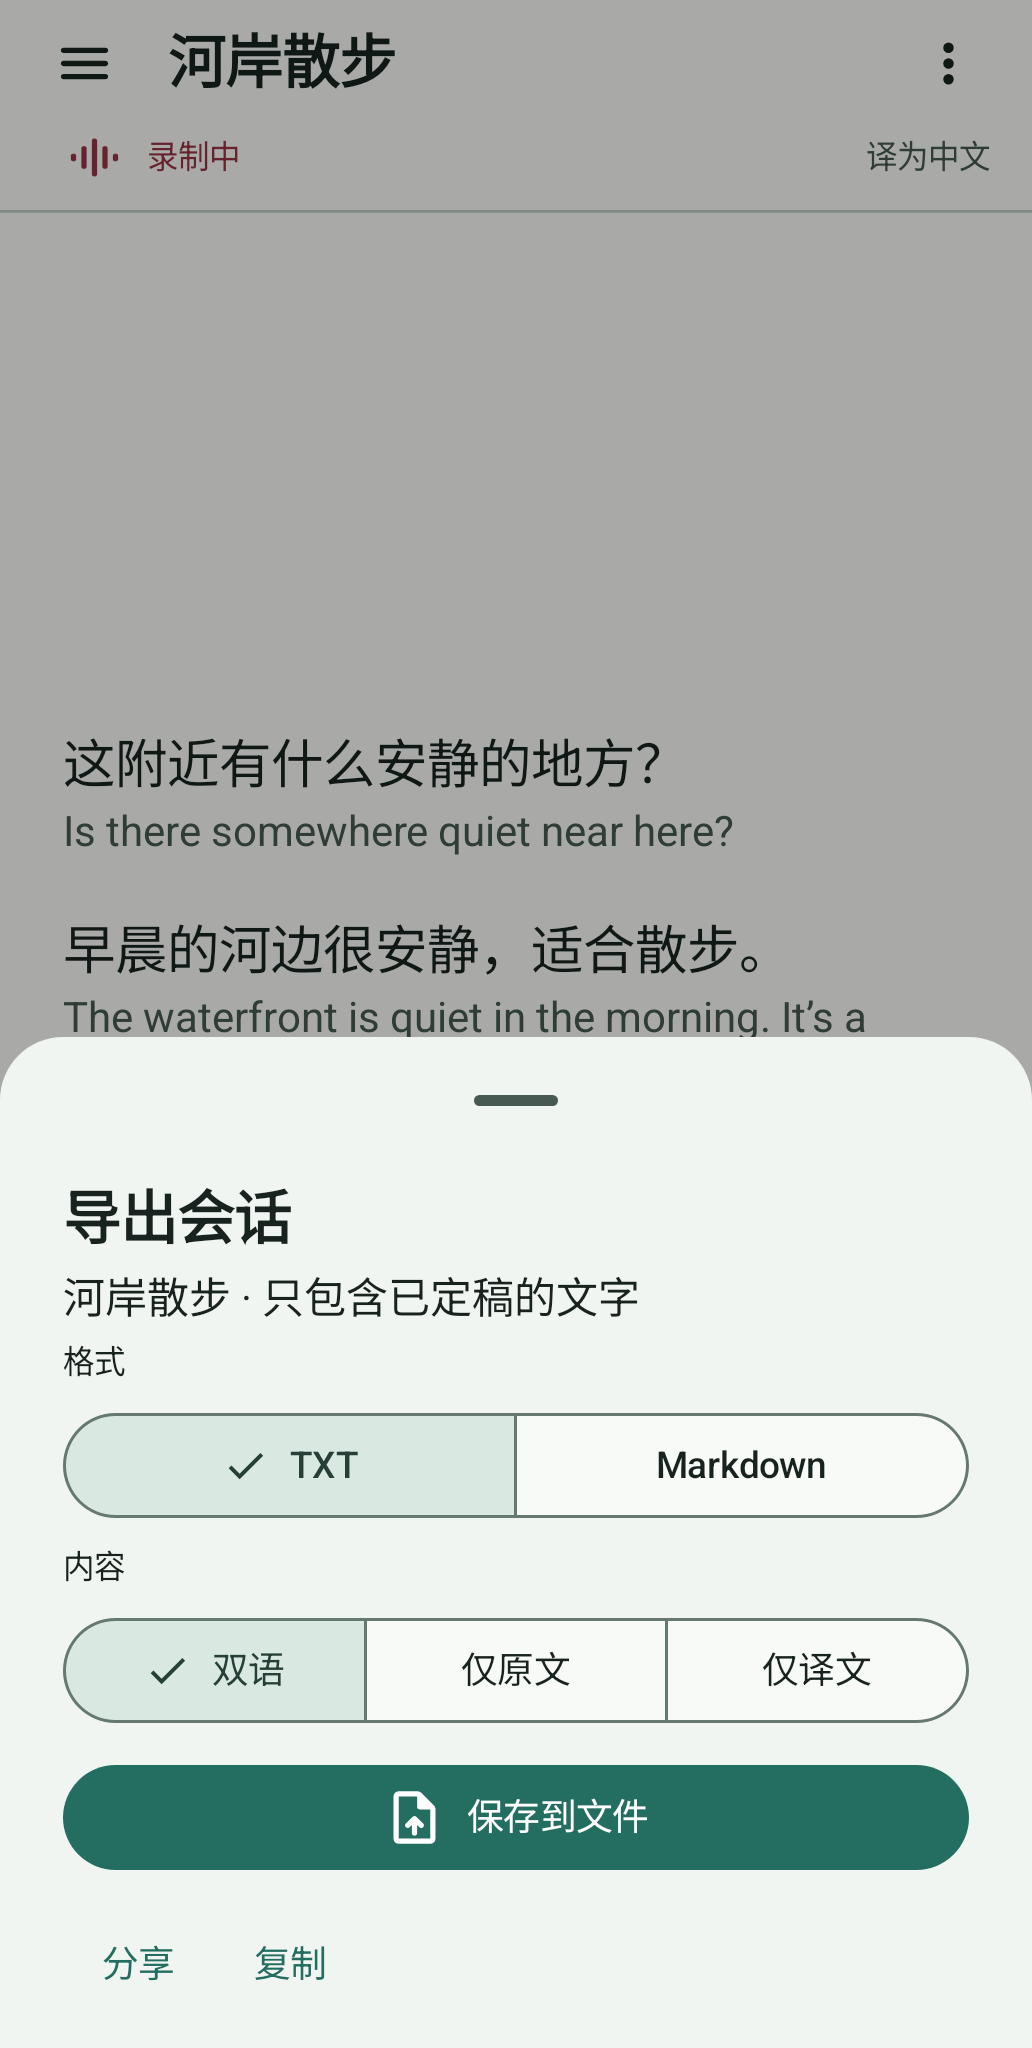 河岸散步
录制中
译为中文
这附近有什么安静的地方？
Is there somewhere quiet near here?
早晨的河边很安静，适合散步。
The waterfront is quiet in the morning. It’s a
导出会话
河岸散步 · 只包含已定稿的文字
格式
TXT
Markdown
内容
双语
仅原文
仅译文
保存到文件
分享
复制